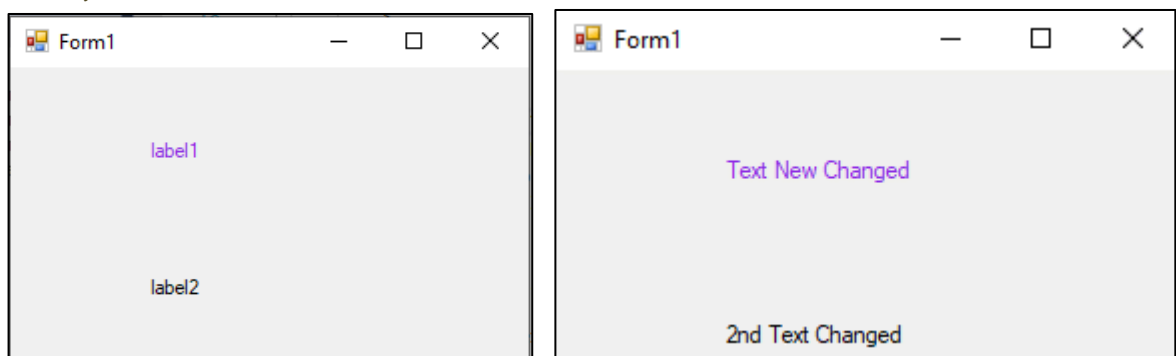 Form1
label1
label2
Form1
Text New Changed
2nd Text Changed